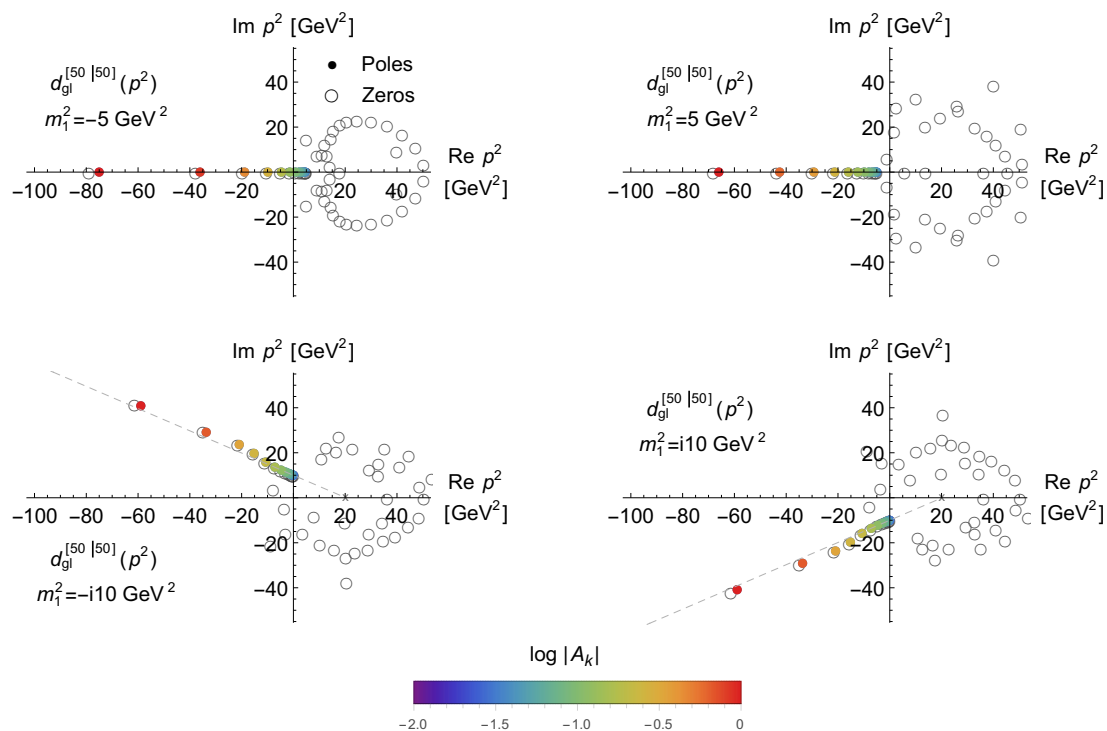 Im p² [GeV²]
d_gl^[50 |50](p²)
m₁²=−5 GeV²
Poles
Zeros
40
20
−20
−40
−100 −80 −60 −40 −20 0 20 40
Re p²
[GeV²]
Im p² [GeV²]
d_gl^[50 |50](p²)
m₁²=5 GeV²
40
20
−20
−40
−100 −80 −60 −40 −20 0 20 40
Re p²
[GeV²]
Im p² [GeV²]
40
20
−20
−40
−100 −80 −60 −40 −20 0 20 40
Re p²
[GeV²]
d_gl^[50 |50](p²)
m₁²=−i10 GeV²
Im p² [GeV²]
d_gl^[50 |50](p²)
m₁²=i10 GeV²
40
20
−20
−40
−100 −80 −60 −40 −20 0 20 40
Re p²
[GeV²]
log |A_k|
−2.0 −1.5 −1.0 −0.5 0